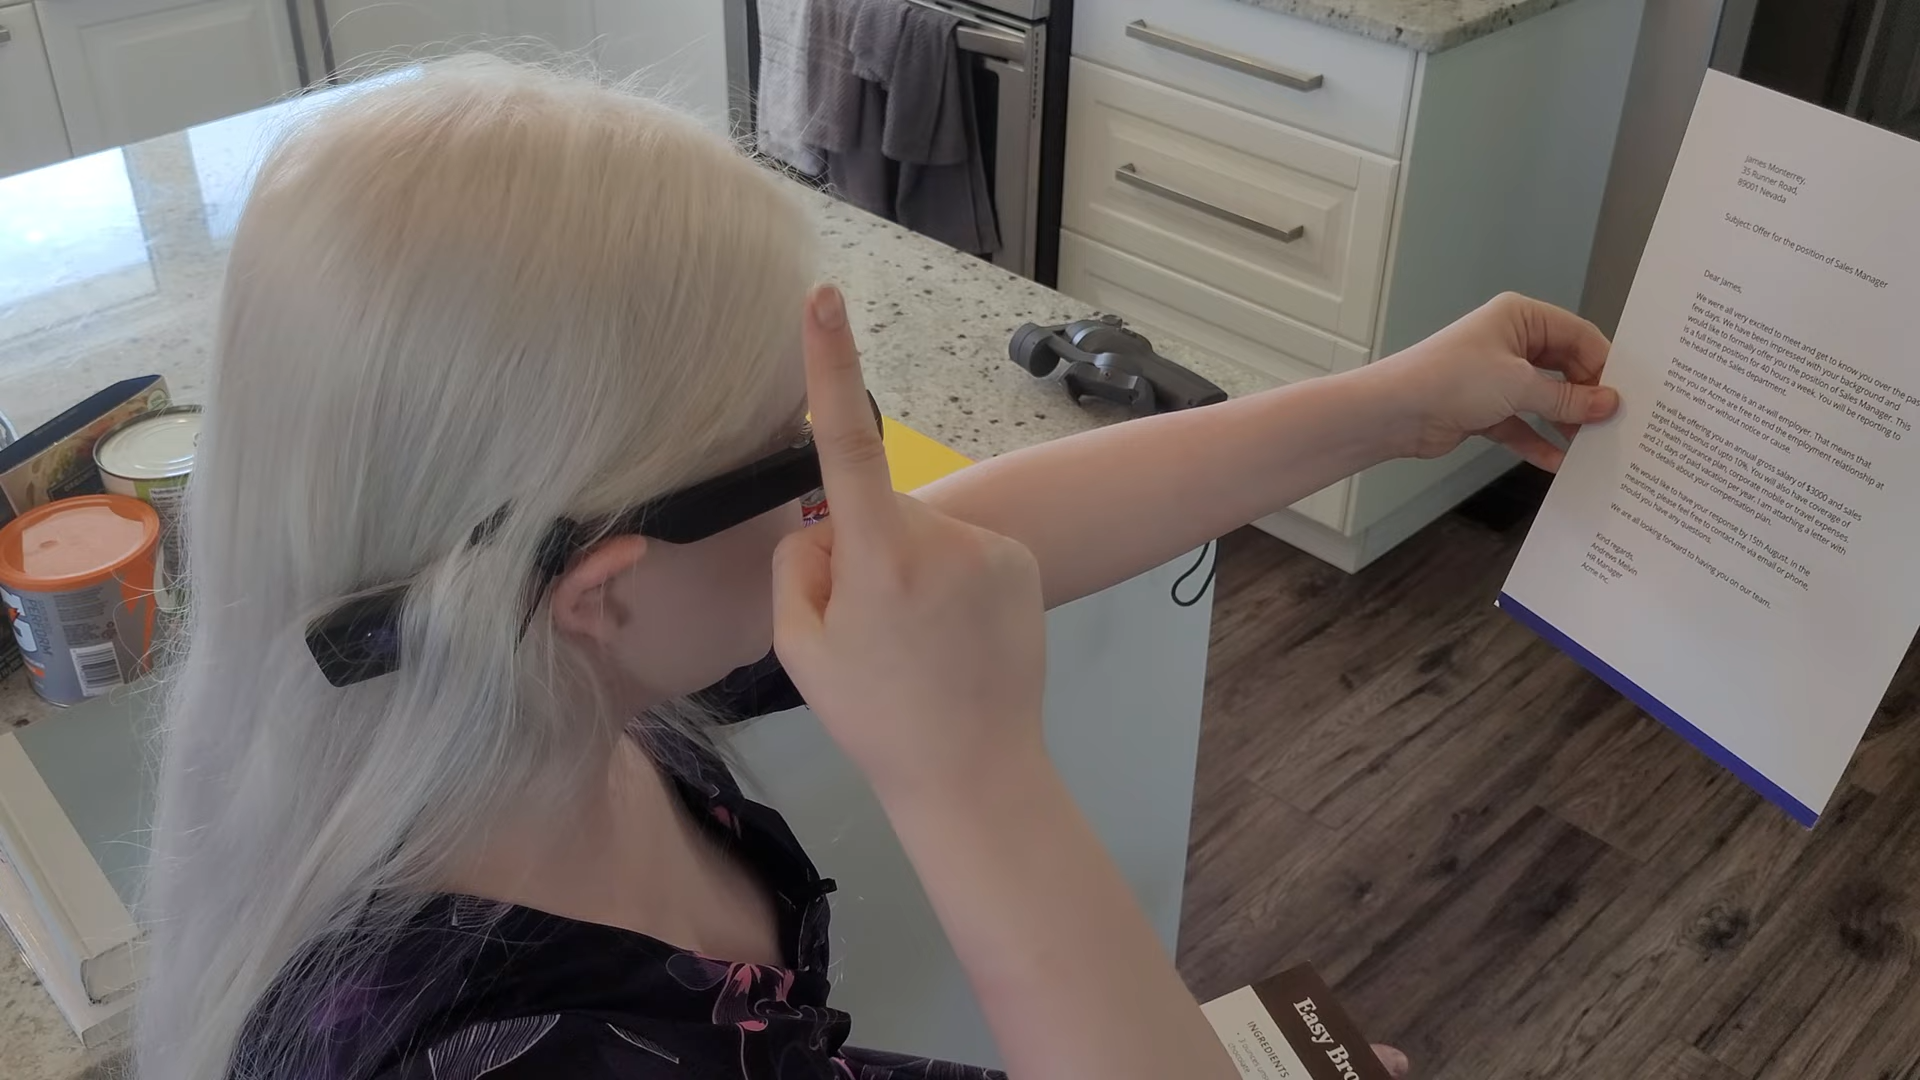 James Monterrey,
35 Runner Road,
89001 Nevada
Subject: Offer for the position of Sales Manager
Dear James,
We were all very excited to meet and get to know you over the pas
few days. We have been impressed with your background and
would like to formally offer you the position of Sales Manager. This
is a full time position for 40 hours a week. You will be reporting to
the head of the Sales department.
Please note that Acme is an at-will employer. That means that
either you or Acme are free to end the employment relationship at
any time, with or without notice or cause.
We will be offering you an annual gross salary of $3000 and sales
target based bonus of upto 10%. You will also have coverage of
your health insurance plan, corporate mobile or travel expenses.
and 21 days of paid vacation per year. I am attaching a letter with
more details about your compensation plan.
We would like to have your response by 15th August. In the
meantime, please feel free to contact me via email or phone,
should you have any questions.
We are all looking forward to having you on our team.
Kind regards,
Andrews Melvin
HR Manager
Acme Inc.
Easy Bro
INGREDIENTS
3 ounces
chocolate
PERFORM